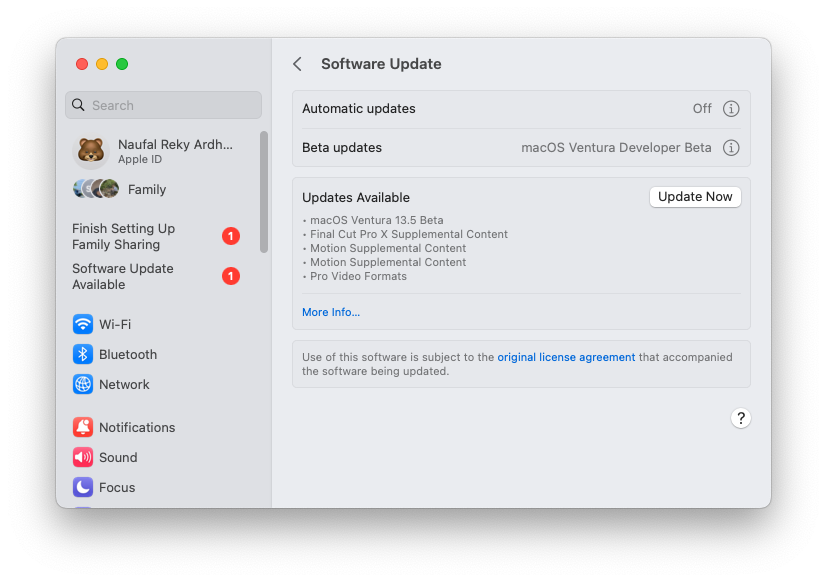 Search
Naufal Reky Ardh...
Apple ID
Family
Finish Setting Up
Family Sharing
1
Software Update
Available
1
Wi-Fi
Bluetooth
Network
Notifications
Sound
Focus
Software Update
Automatic updates Off
Beta updates macOS Ventura Developer Beta
Updates Available Update Now
• macOS Ventura 13.5 Beta
• Final Cut Pro X Supplemental Content
• Motion Supplemental Content
• Motion Supplemental Content
• Pro Video Formats
More Info...
Use of this software is subject to the original license agreement that accompanied
the software being updated.
?